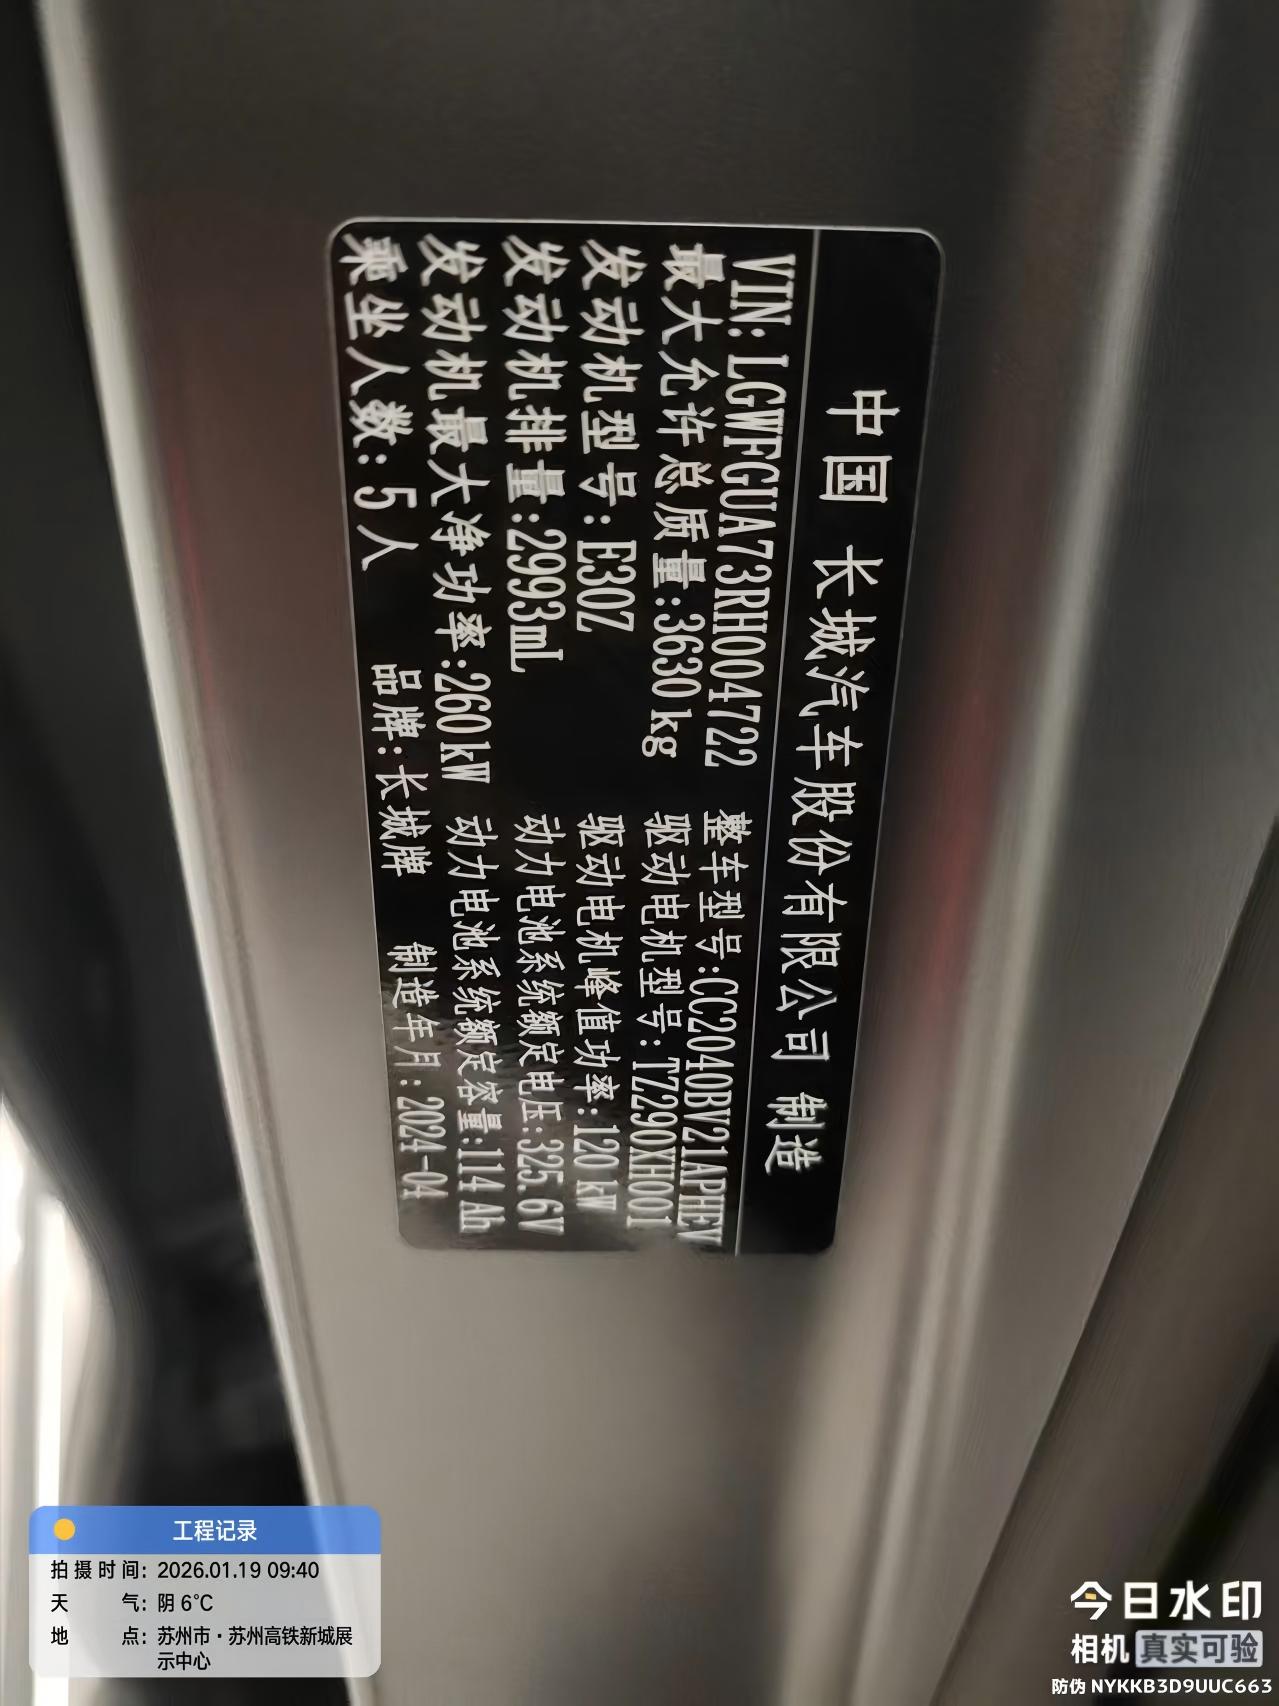 中国 长城汽车股份有限公司 制造
VIN: LGWFGUA73RH004722 整车型号:CC2040BV21APHEV
最大允许总质量:3630kg 驱动电机型号:TZ290XH001
发动机型号:E30Z 驱动电机峰值功率:120kW
发动机排量:2993mL 动力电池系统额定电压:325.6V
发动机最大净功率:260kW 动力电池系统额定容量:114Ah
乘坐人数:5人 品牌:长城牌 制造年月:2024-04
工程记录
拍摄时间: 2026.01.19 09:40
天气: 阴 6℃
地点: 苏州市·苏州高铁新城展
示中心
今日水印
相机 真实可验
防伪 NYKKB3D9UUC663